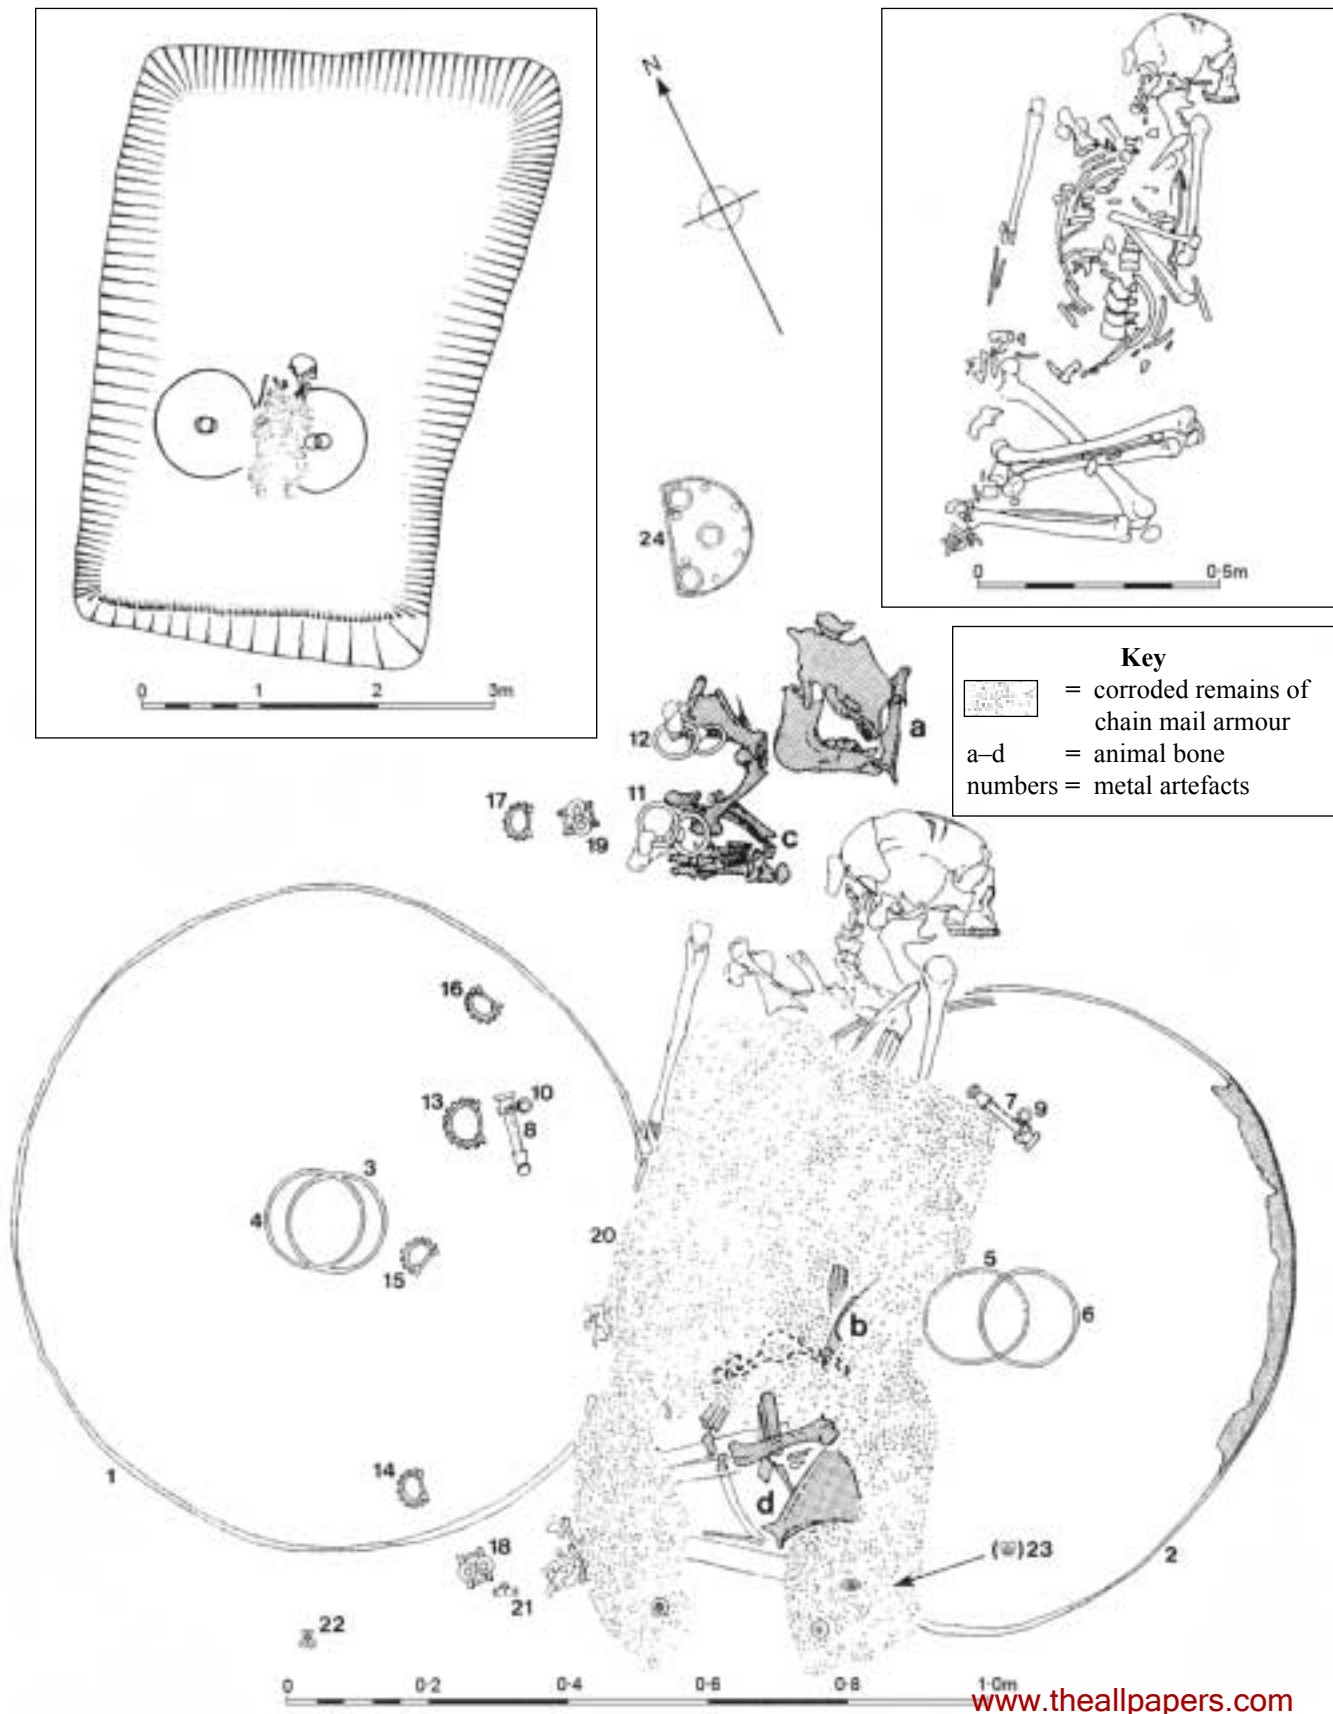 N
0 1 2 3m
0 0·5m
Key
= corroded remains of
chain mail armour
a–d = animal bone
numbers = metal artefacts
24
a
12
11
17
19
c
16
13
10
8
7
9
3
4
15
20
5
6
b
14
1
d
18
21
22
( )23
2
0 0·2 0·4 0·6 0·8 1·0m
www.theallpapers.com